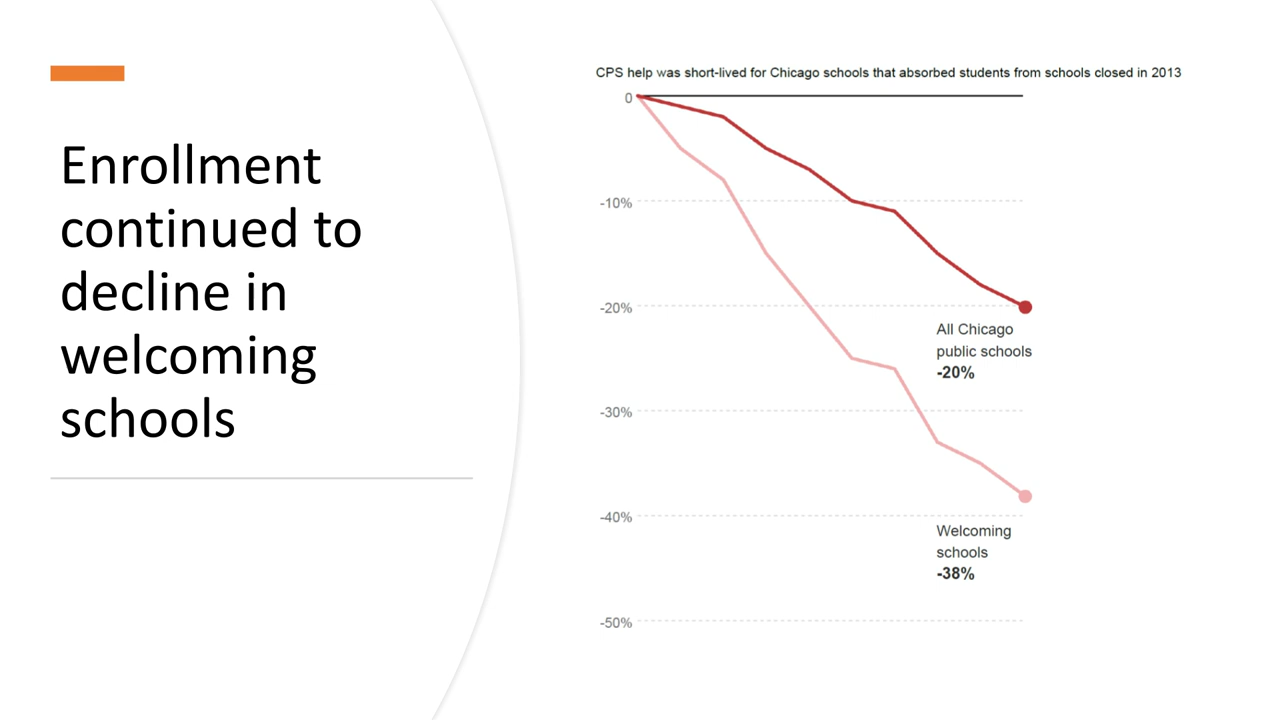 Enrollment
continued to
decline in
welcoming
schools
CPS help was short-lived for Chicago schools that absorbed students from schools closed in 2013
0
-10%
-20%
All Chicago
public schools
-20%
-30%
-40%
Welcoming
schools
-38%
-50%